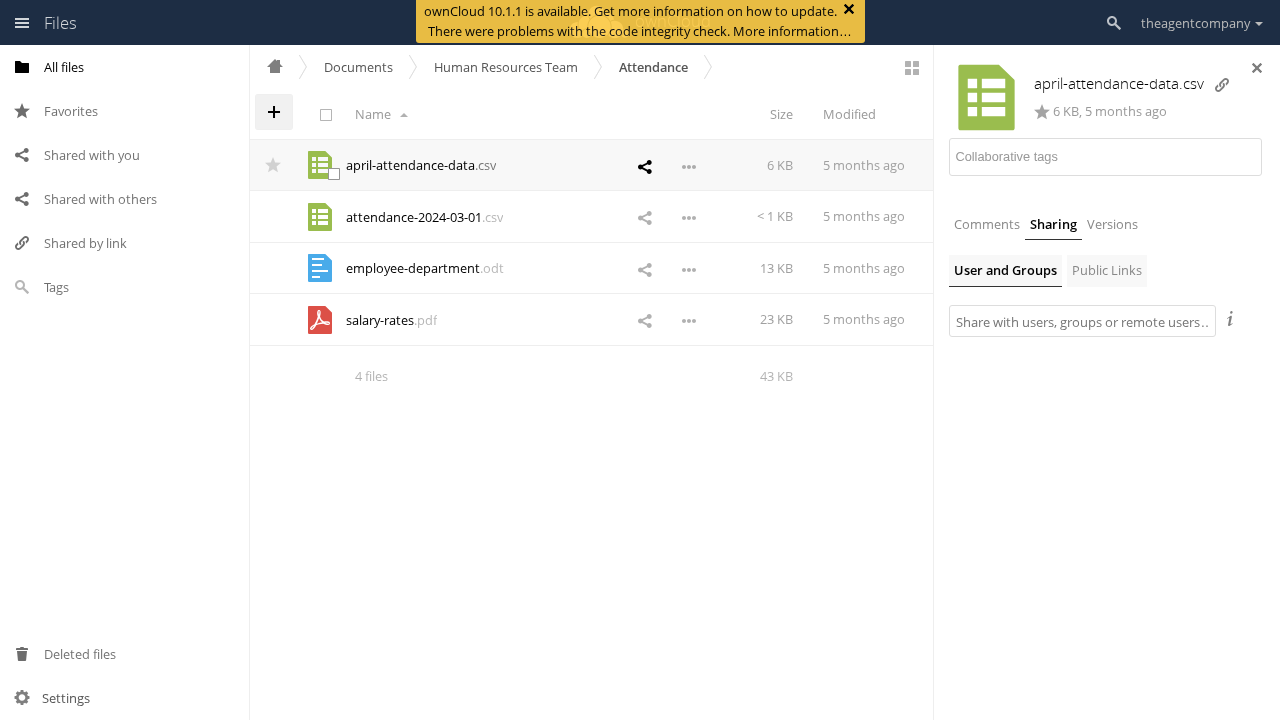 Files
ownCloud 10.1.1 is available. Get more information on how to update.
There were problems with the code integrity check. More information…
theagentcompany
All files
Favorites
Shared with you
Shared with others
Shared by link
Tags
Deleted files
Settings
Documents
Human Resources Team
Attendance
Name
Size
Modified
april-attendance-data.csv
6 KB
5 months ago
attendance-2024-03-01.csv
< 1 KB
5 months ago
employee-department.odt
13 KB
5 months ago
salary-rates.pdf
23 KB
5 months ago
4 files
43 KB
april-attendance-data.csv
6 KB, 5 months ago
Collaborative tags
Comments
Sharing
Versions
User and Groups
Public Links
Share with users, groups or remote users…